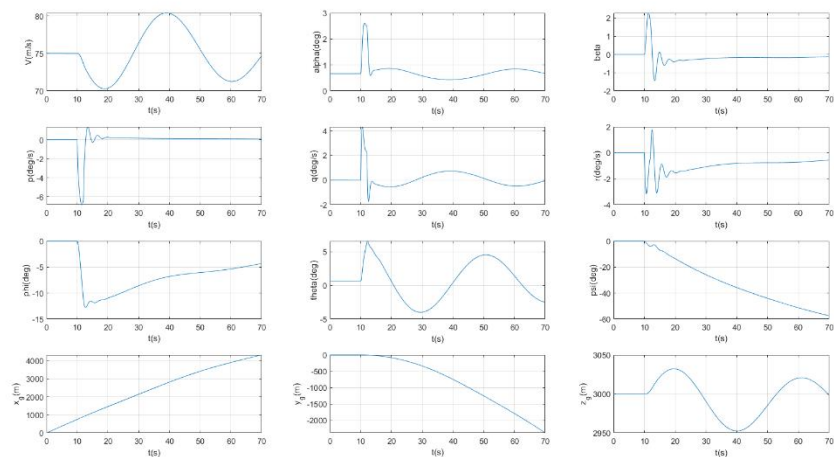 80
75
70
V(m/s)
0 10 20 30 40 50 60 70
t(s)
3
2
1
0
alpha(deg)
0 10 20 30 40 50 60 70
t(s)
2
1
0
-1
-2
beta
0 10 20 30 40 50 60 70
t(s)
0
-2
-4
-6
p(deg/s)
0 10 20 30 40 50 60 70
t(s)
4
2
0
-2
q(deg/s)
0 10 20 30 40 50 60 70
t(s)
2
0
-2
-4
r(deg/s)
0 10 20 30 40 50 60 70
t(s)
0
-5
-10
-15
phi(deg)
0 10 20 30 40 50 60 70
t(s)
5
0
-5
theta(deg)
0 10 20 30 40 50 60 70
t(s)
0
-20
-40
-60
psi(deg)
0 10 20 30 40 50 60 70
t(s)
4000
3000
2000
1000
0
x_g(m)
0 10 20 30 40 50 60 70
t(s)
0
-500
-1000
-1500
-2000
y_g(m)
0 10 20 30 40 50 60 70
t(s)
3050
3000
2950
z_g(m)
0 10 20 30 40 50 60 70
t(s)